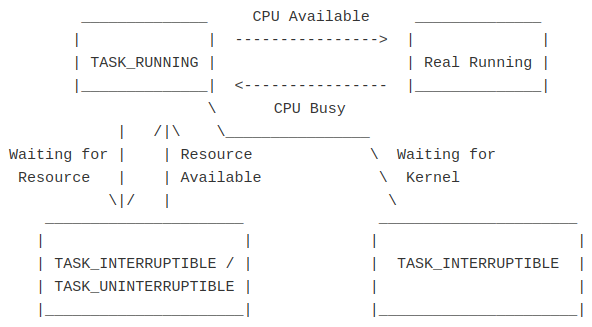 CPU Available
TASK_RUNNING
Real Running
CPU Busy
Waiting for Resource
Resource Available
Waiting for Kernel
TASK_INTERRUPTIBLE /
TASK_UNINTERRUPTIBLE
TASK_INTERRUPTIBLE